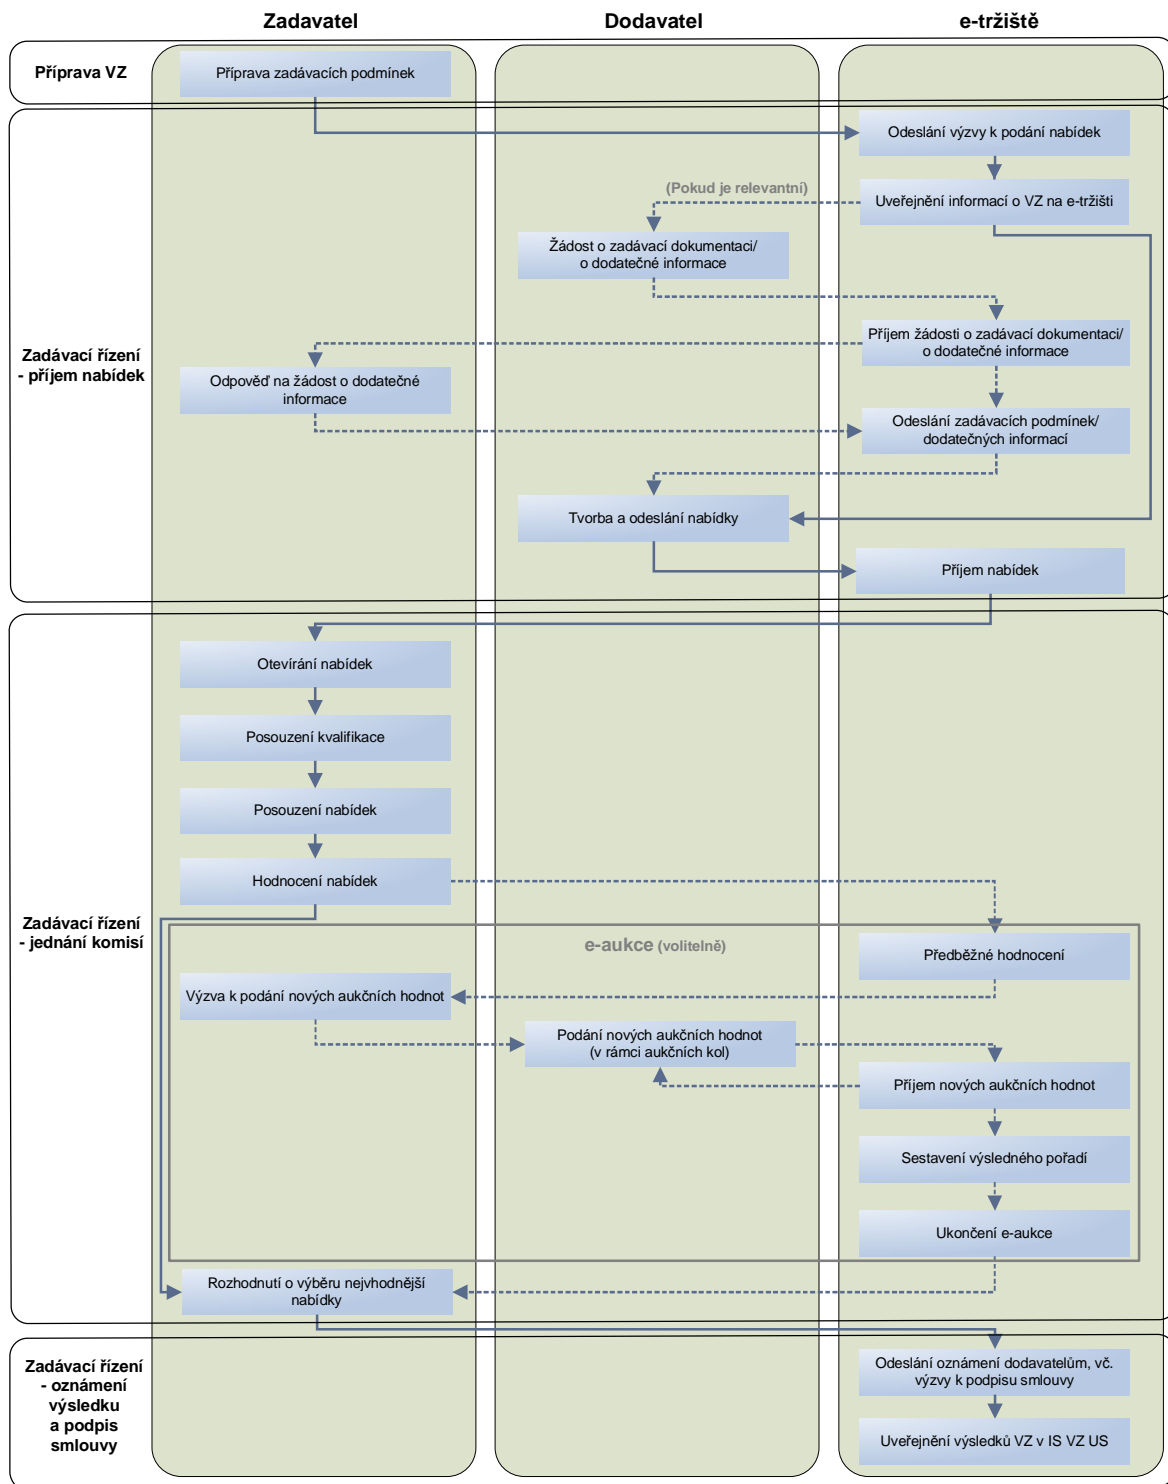 Zadavatel
Dodavatel
e-tržiště
Příprava VZ
Příprava zadávacích podmínek
Odeslání výzvy k podání nabídek
(Pokud je relevantní)
Uveřejnění informací o VZ na e-tržišti
Žádost o zadávací dokumentaci/
o dodatečné informace
Zadávací řízení
- příjem nabídek
Příjem žádosti o zadávací dokumentaci/
o dodatečné informace
Odpověď na žádost o dodatečné
informace
Odeslání zadávacích podmínek/
dodatečných informací
Tvorba a odeslání nabídky
Příjem nabídek
Otevírání nabídek
Posouzení kvalifikace
Posouzení nabídek
Hodnocení nabídek
Zadávací řízení
- jednání komisí
e-aukce (volitelně)
Předběžné hodnocení
Výzva k podání nových aukčních hodnot
Podání nových aukčních hodnot
(v rámci aukčních kol)
Příjem nových aukčních hodnot
Sestavení výsledného pořadí
Ukončení e-aukce
Rozhodnutí o výběru nejvhodnější
nabídky
Zadávací řízení
- oznámení
výsledku
a podpis
smlouvy
Odeslání oznámení dodavatelům, vč.
výzvy k podpisu smlouvy
Uveřejnění výsledků VZ v IS VZ US